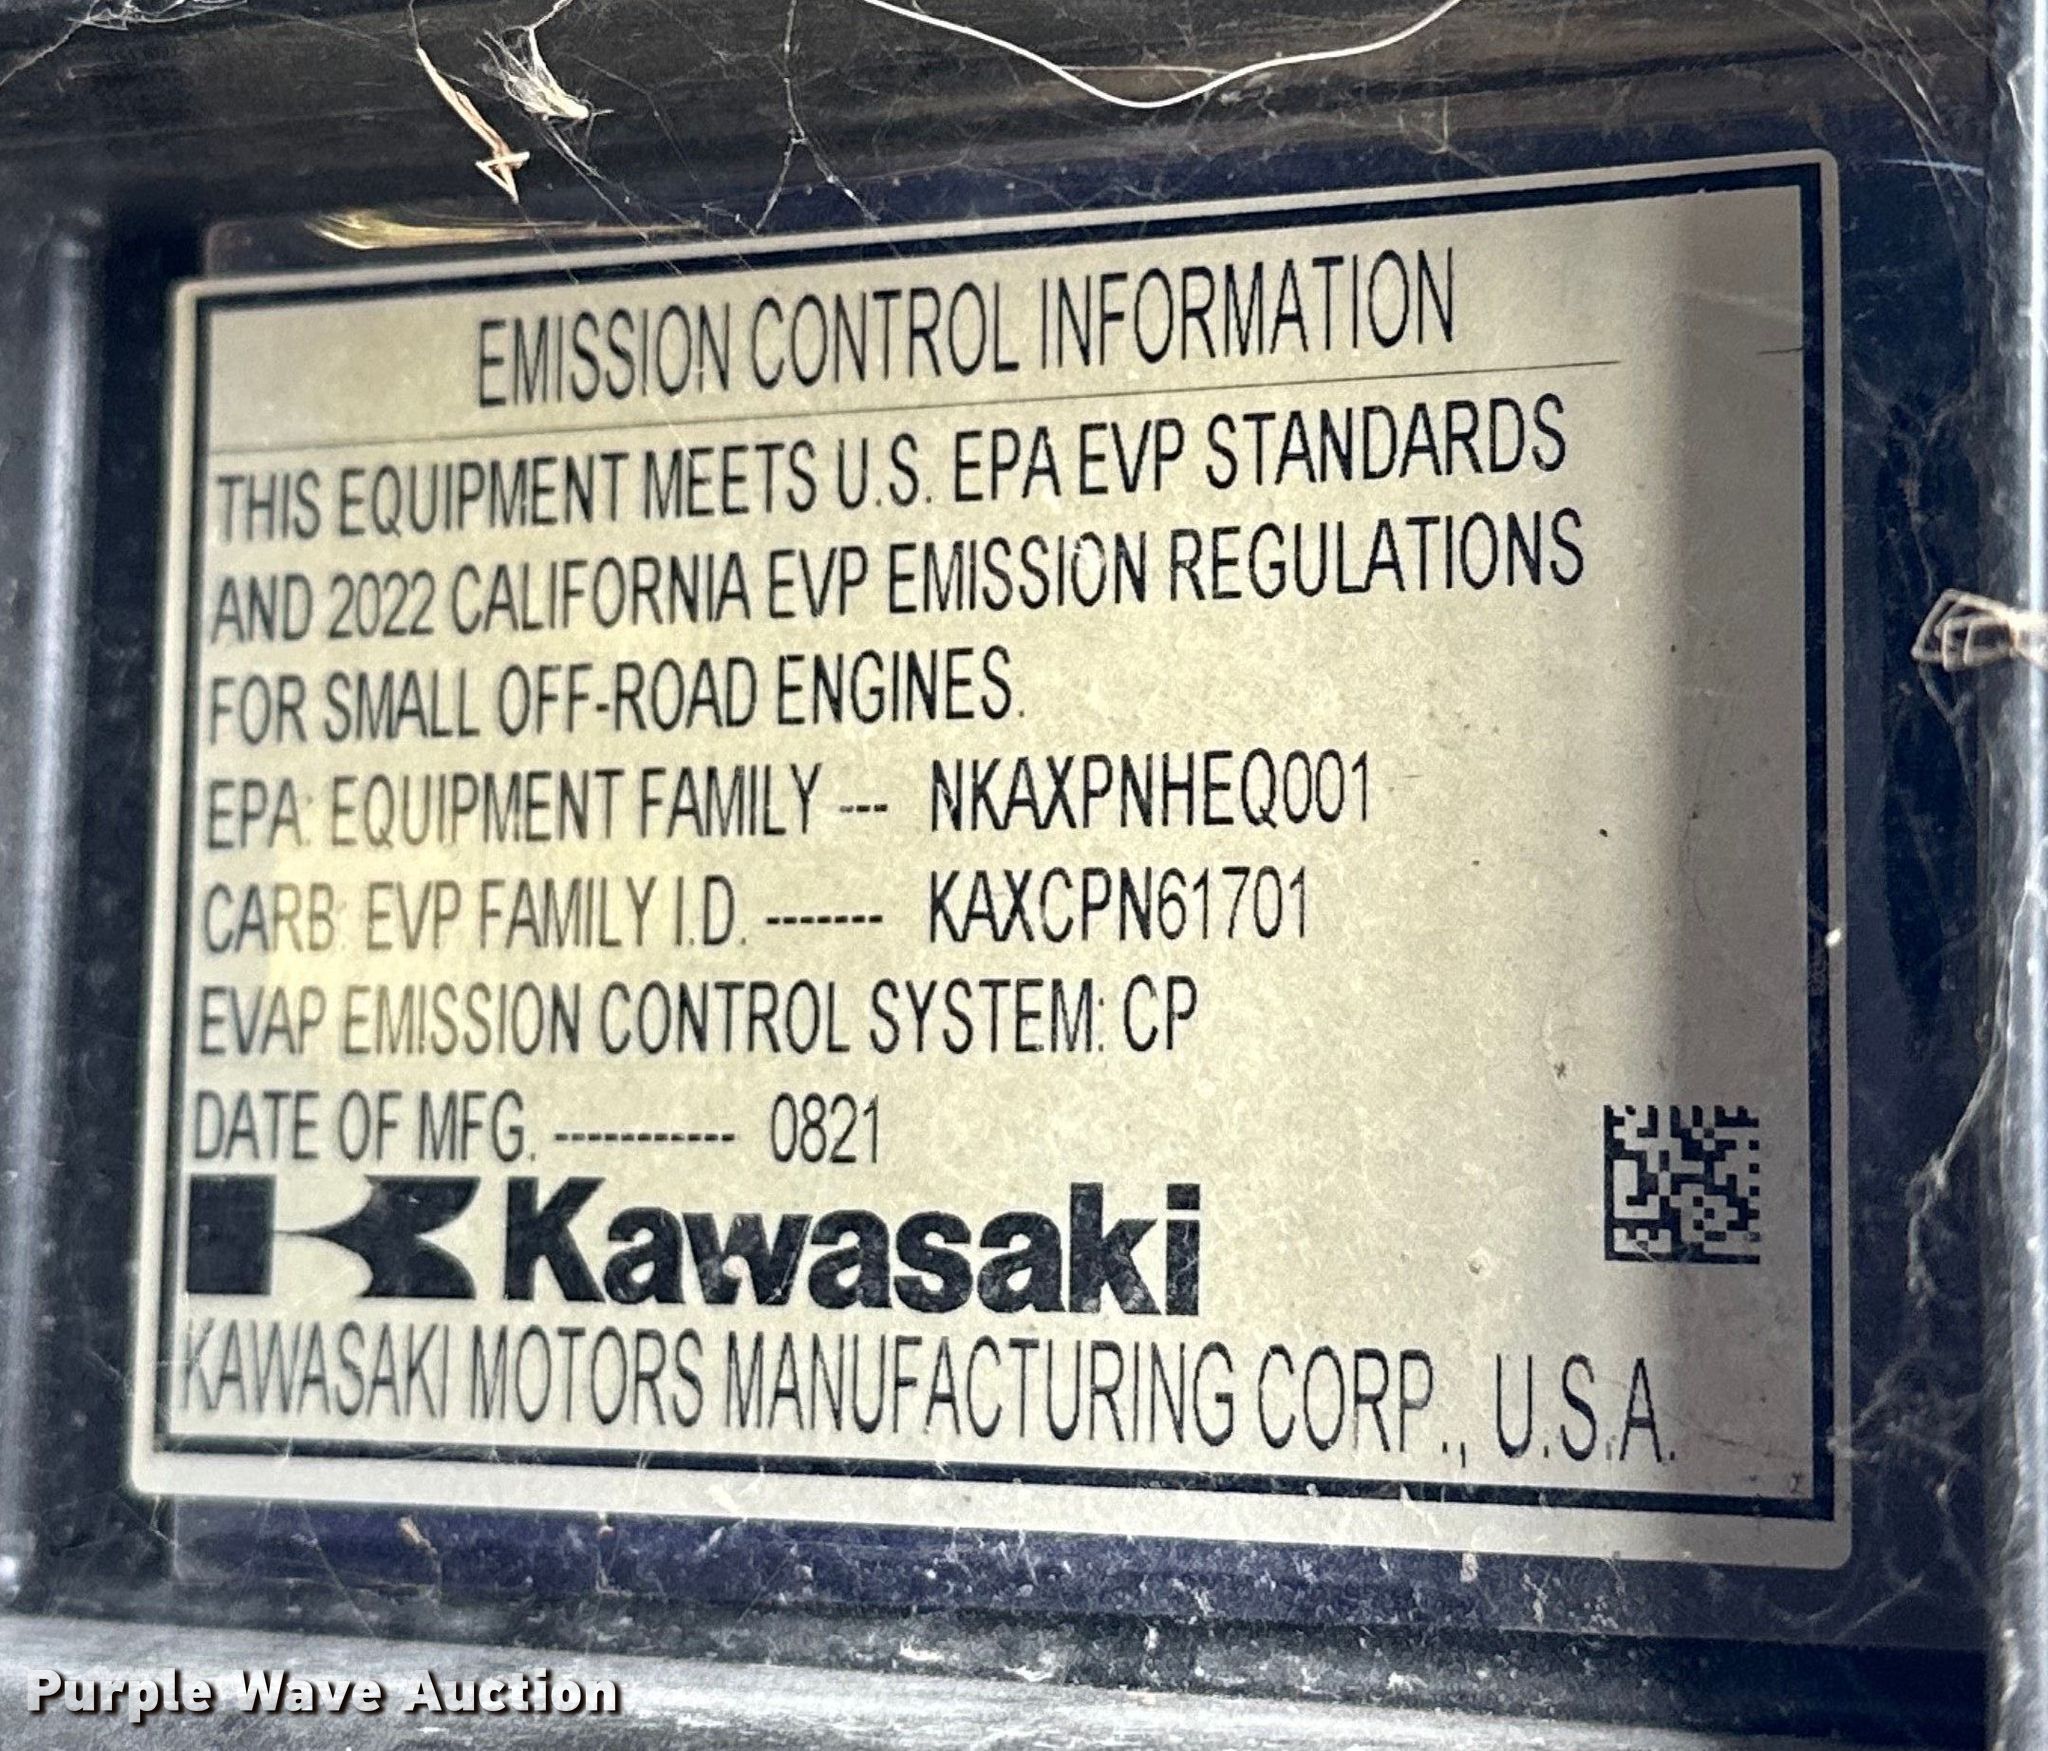 EMISSION CONTROL INFORMATION
THIS EQUIPMENT MEETS U.S. EPA EVP STANDARDS
AND 2022 CALIFORNIA EVP EMISSION REGULATIONS
FOR SMALL OFF-ROAD ENGINES.
EPA: EQUIPMENT FAMILY --- NKAXPNHEQ001
CARB: EVP FAMILY I.D. ------- KAXCPN61701
EVAP EMISSION CONTROL SYSTEM: CP
DATE OF MFG. ----------- 0821
Kawasaki
KAWASAKI MOTORS MANUFACTURING CORP., U.S.A.
Purple Wave Auction